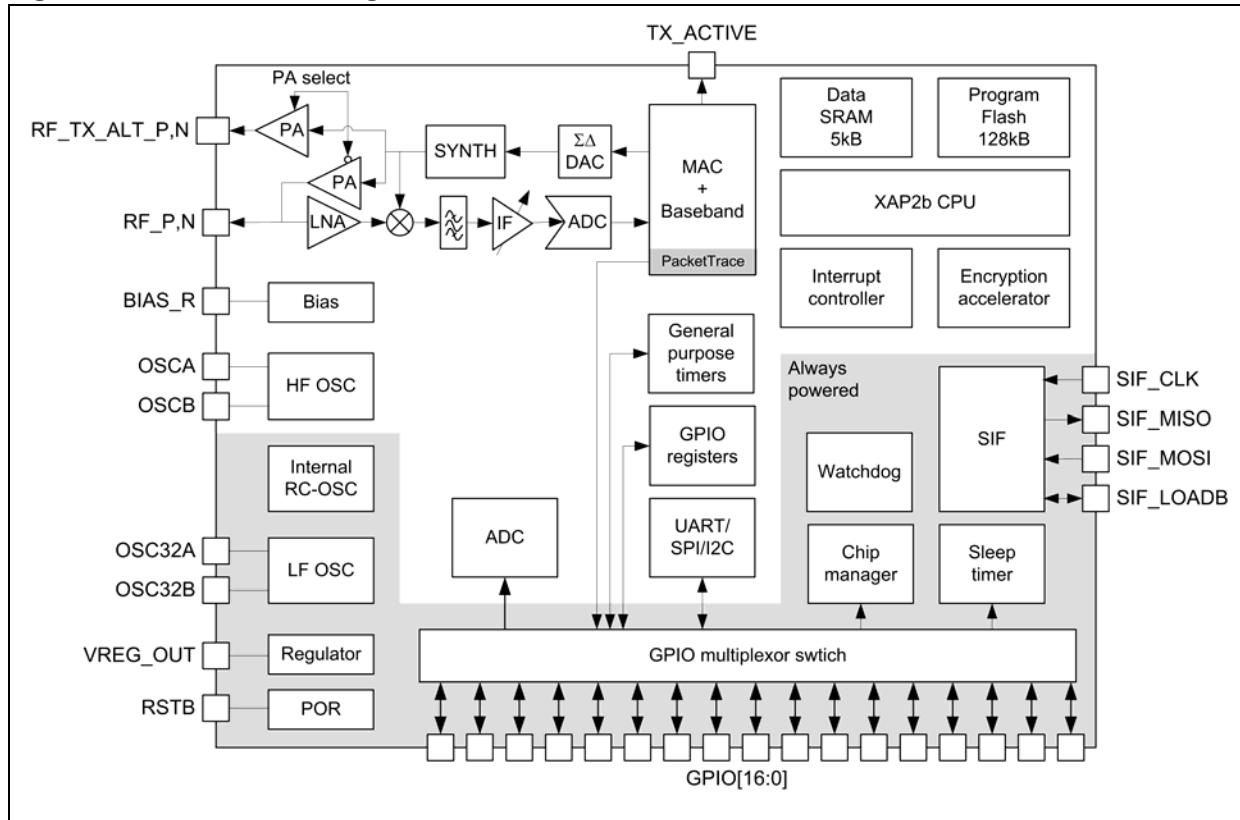 TX_ACTIVE
PA select
RF_TX_ALT_P,N
PA
SYNTH
ΣΔ
DAC
MAC
+
Baseband
PacketTrace
Data
SRAM
5kB
Program
Flash
128kB
PA
RF_P,N
LNA
IF
ADC
XAP2b CPU
Interrupt
controller
Encryption
accelerator
BIAS_R
Bias
OSCA
OSCB
HF OSC
General
purpose
timers
Always
powered
SIF
SIF_CLK
SIF_MISO
SIF_MOSI
SIF_LOADB
GPIO
registers
Watchdog
Internal
RC-OSC
OSC32A
OSC32B
LF OSC
ADC
UART/
SPI/I2C
Chip
manager
Sleep
timer
VREG_OUT
Regulator
GPIO multiplexor swtich
RSTB
POR
GPIO[16:0]